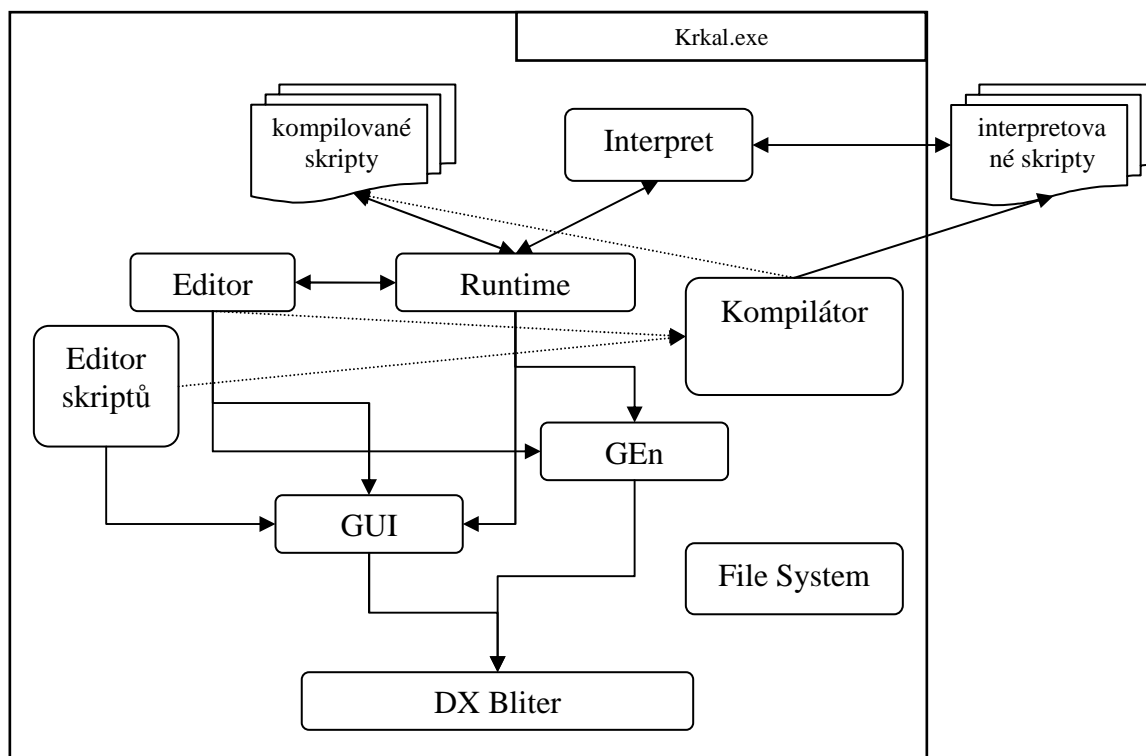 Krkal.exe
kompilované
skripty
Interpret
interpretova
né skripty
Editor
Runtime
Kompilátor
Editor
skriptů
GEn
GUI
File System
DX Bliter